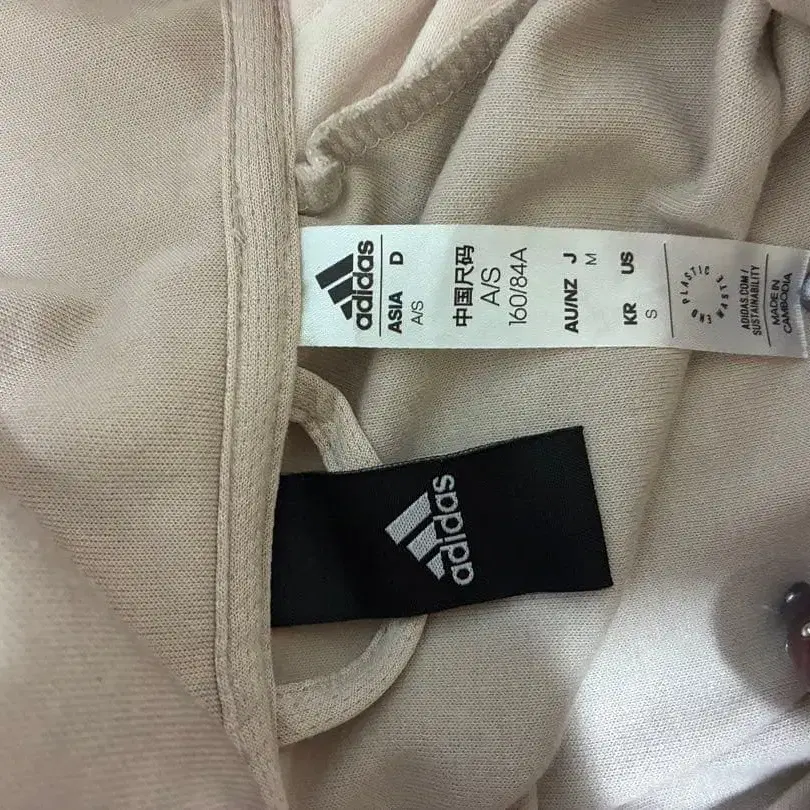 adidas
ASIA D
A/S
中国尺码
A/S
160/84A
AU/NZ J
M
KR US
S
END PLASTIC WASTE
ADIDAS.COM/
SUSTAINABILITY
MADE IN
CAMBODIA
adidas